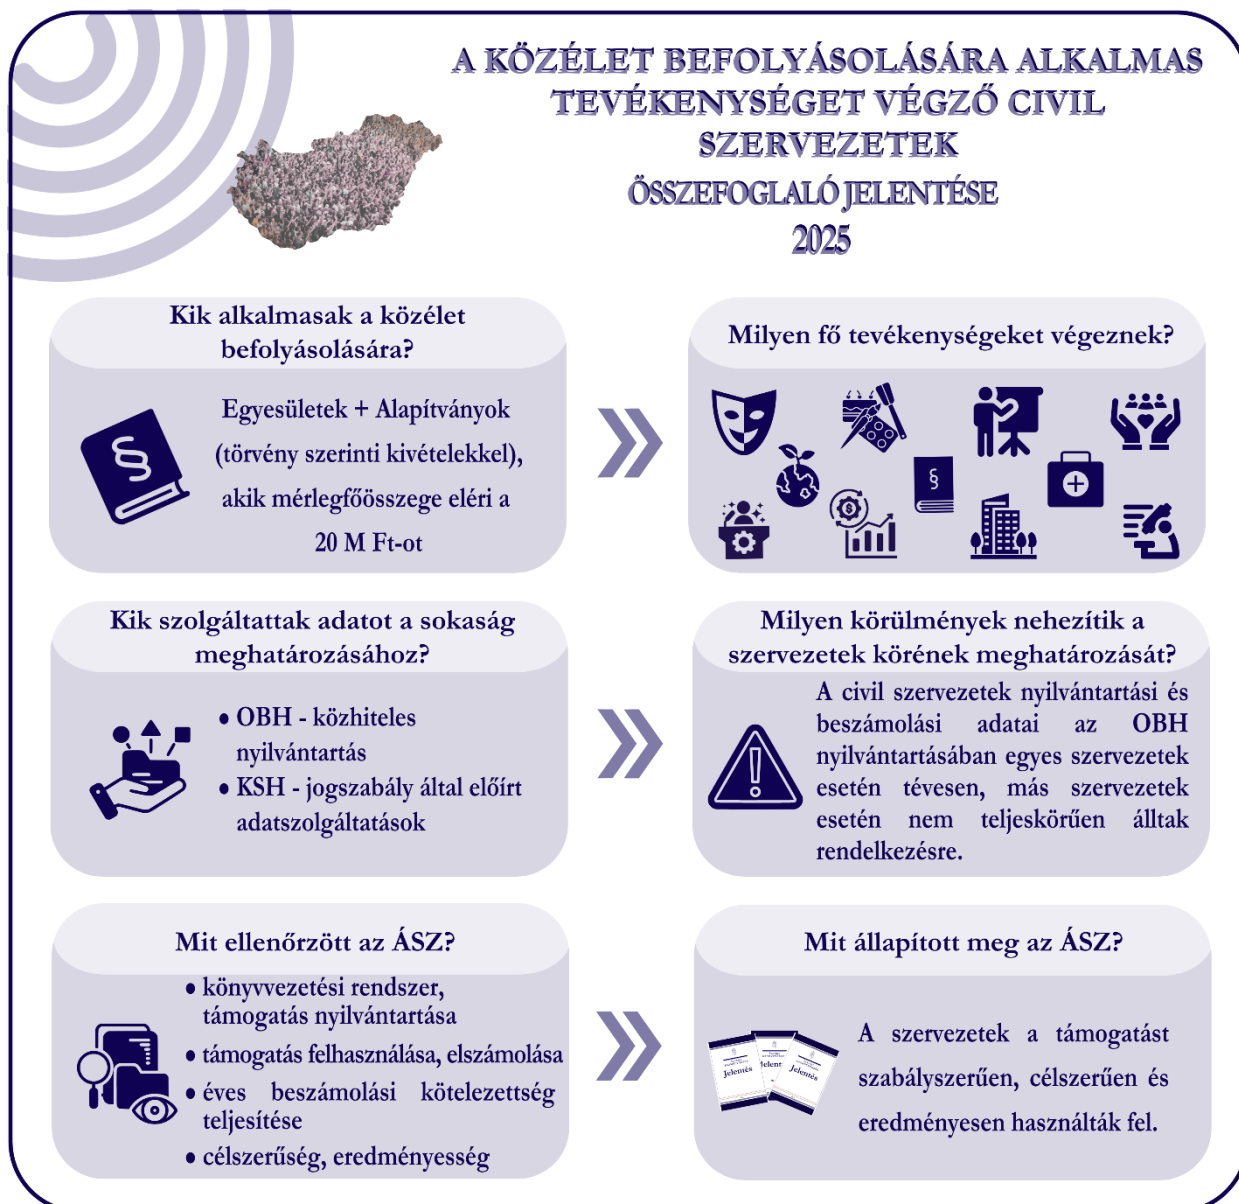 A KÖZÉLET BEFOLYÁSOLÁSÁRA ALKALMAS
TEVÉKENYSÉGET VÉGZŐ CIVIL
SZERVEZETEK
ÖSSZEFOGLALÓ JELENTÉSE
2025
Kik alkalmasak a közélet
befolyásolására?
§
Egyesületek + Alapítványok
(törvény szerinti kivételekkel),
akik mérlegfőösszege eléri a
20 M Ft-ot
Milyen fő tevékenységeket végeznek?
§
$
Kik szolgáltattak adatot a sokaság
meghatározásához?
• OBH - közhiteles
nyilvántartás
• KSH - jogszabály által előírt
adatszolgáltatások
Milyen körülmények nehezítik a
szervezetek körének meghatározását?
A civil szervezetek nyilvántartási és
beszámolási adatai az OBH
nyilvántartásában egyes szervezetek
esetén tévesen, más szervezetek
esetén nem teljeskörűen álltak
rendelkezésre.
Mit ellenőrzött az ÁSZ?
• könyvvezetési rendszer,
támogatás nyilvántartása
• támogatás felhasználása, elszámolása
• éves beszámolási kötelezettség
teljesítése
• célszerűség, eredményesség
Mit állapított meg az ÁSZ?
Jelentés
Jelentés
A szervezetek a támogatást
szabályszerűen, célszerűen és
eredményesen használták fel.